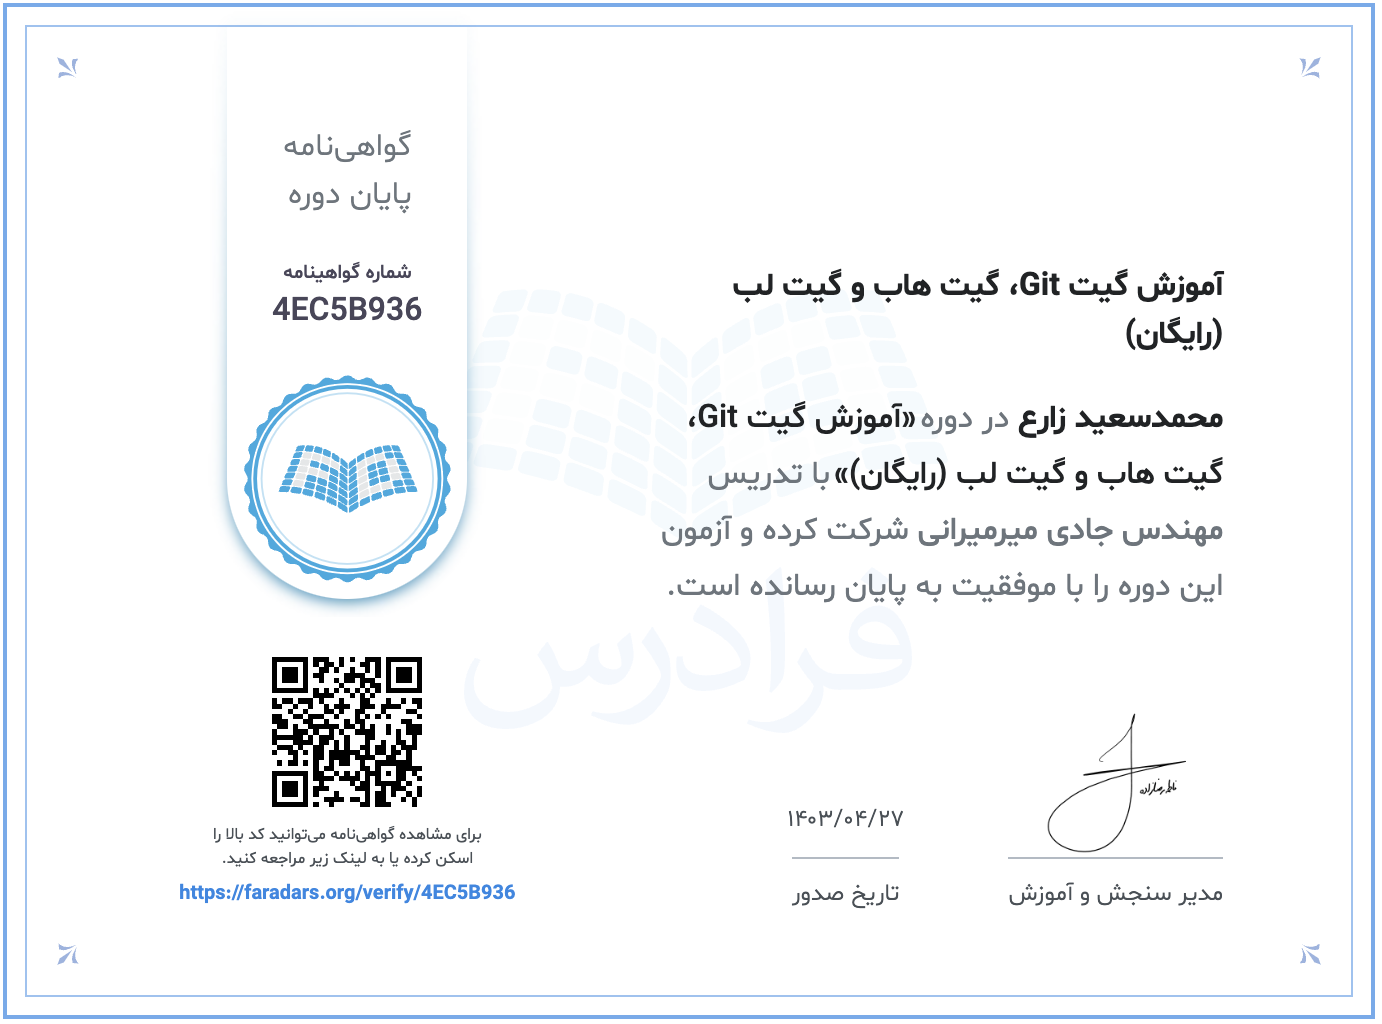 گواهی‌نامه
پایان دوره
شماره گواهینامه
4EC5B936
آموزش گیت Git، گیت هاب و گیت لب
(رایگان)
محمدسعید زارع در دوره «آموزش گیت Git،
گیت هاب و گیت لب (رایگان)» با تدریس
مهندس جادی میرمیرانی شرکت کرده و آزمون
این دوره را با موفقیت به پایان رسانده است.
فرادرس
برای مشاهده گواهی‌نامه می‌توانید کد بالا را
اسکن کرده یا به لینک زیر مراجعه کنید.
https://faradars.org/verify/4EC5B936
۱۴۰۳/۰۴/۲۷
تاریخ صدور
مدیر سنجش و آموزش